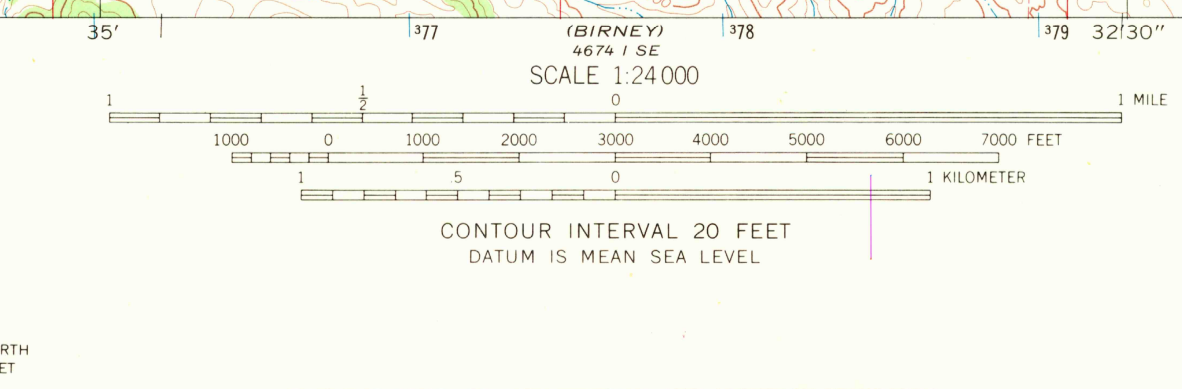 35' ³77 (BIRNEY) ³78 ³79 32'30"
4674 I SE
SCALE 1:24 000
1 ½ 0 1 MILE
1000 0 1000 2000 3000 4000 5000 6000 7000 FEET
1 .5 0 1 KILOMETER
CONTOUR INTERVAL 20 FEET
DATUM IS MEAN SEA LEVEL
RTH
ET